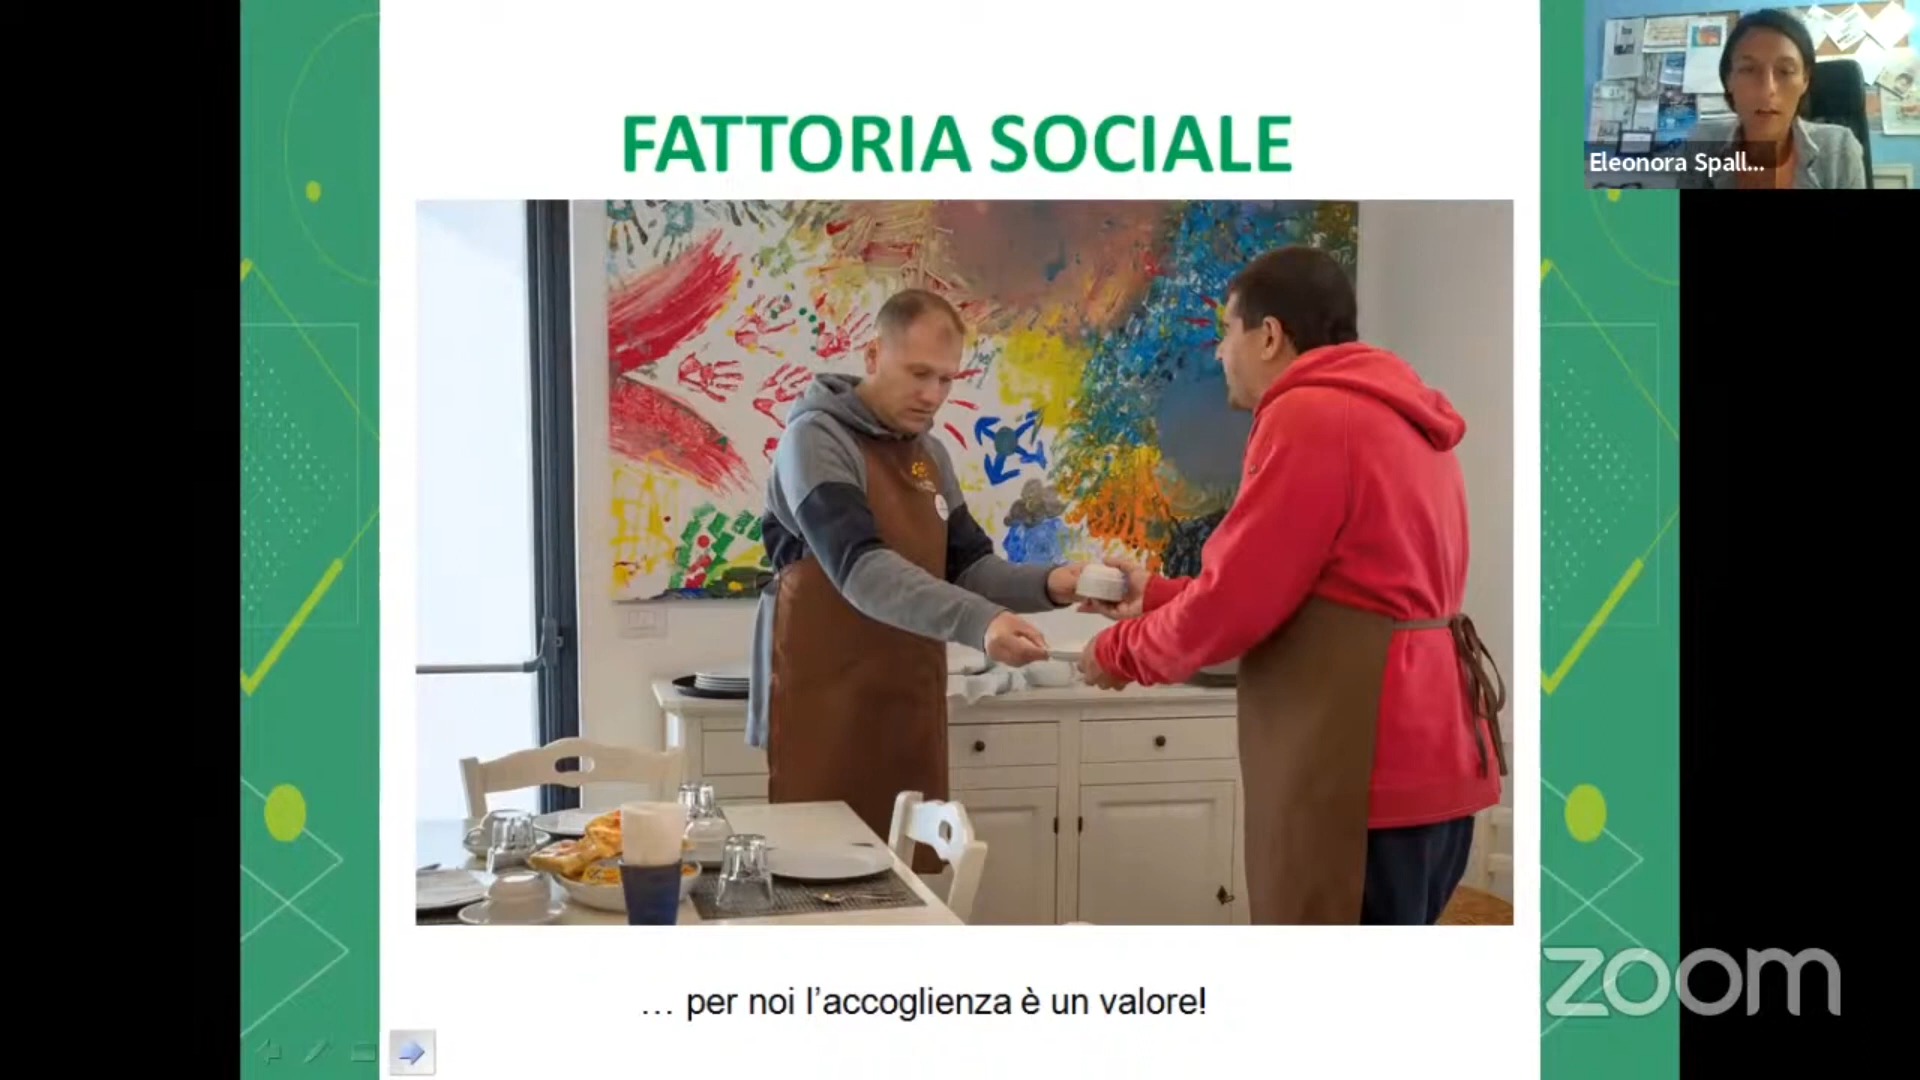 FATTORIA SOCIALE
Eleonora Spall...
… per noi l’accoglienza è un valore!
zoom